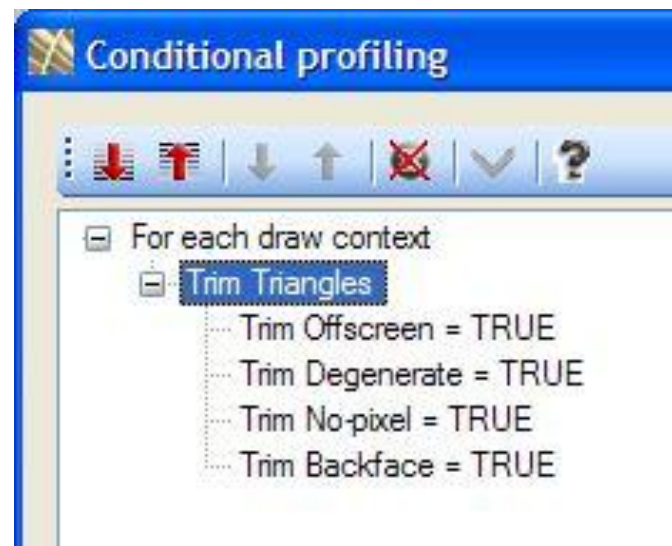 Conditional profiling
For each draw context
Trim Triangles
Trim Offscreen = TRUE
Trim Degenerate = TRUE
Trim No-pixel = TRUE
Trim Backface = TRUE